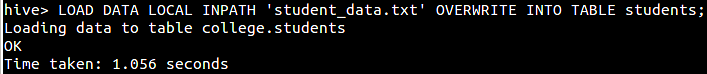 hive> LOAD DATA LOCAL INPATH 'student_data.txt' OVERWRITE INTO TABLE students;
Loading data to table college.students
OK
Time taken: 1.056 seconds